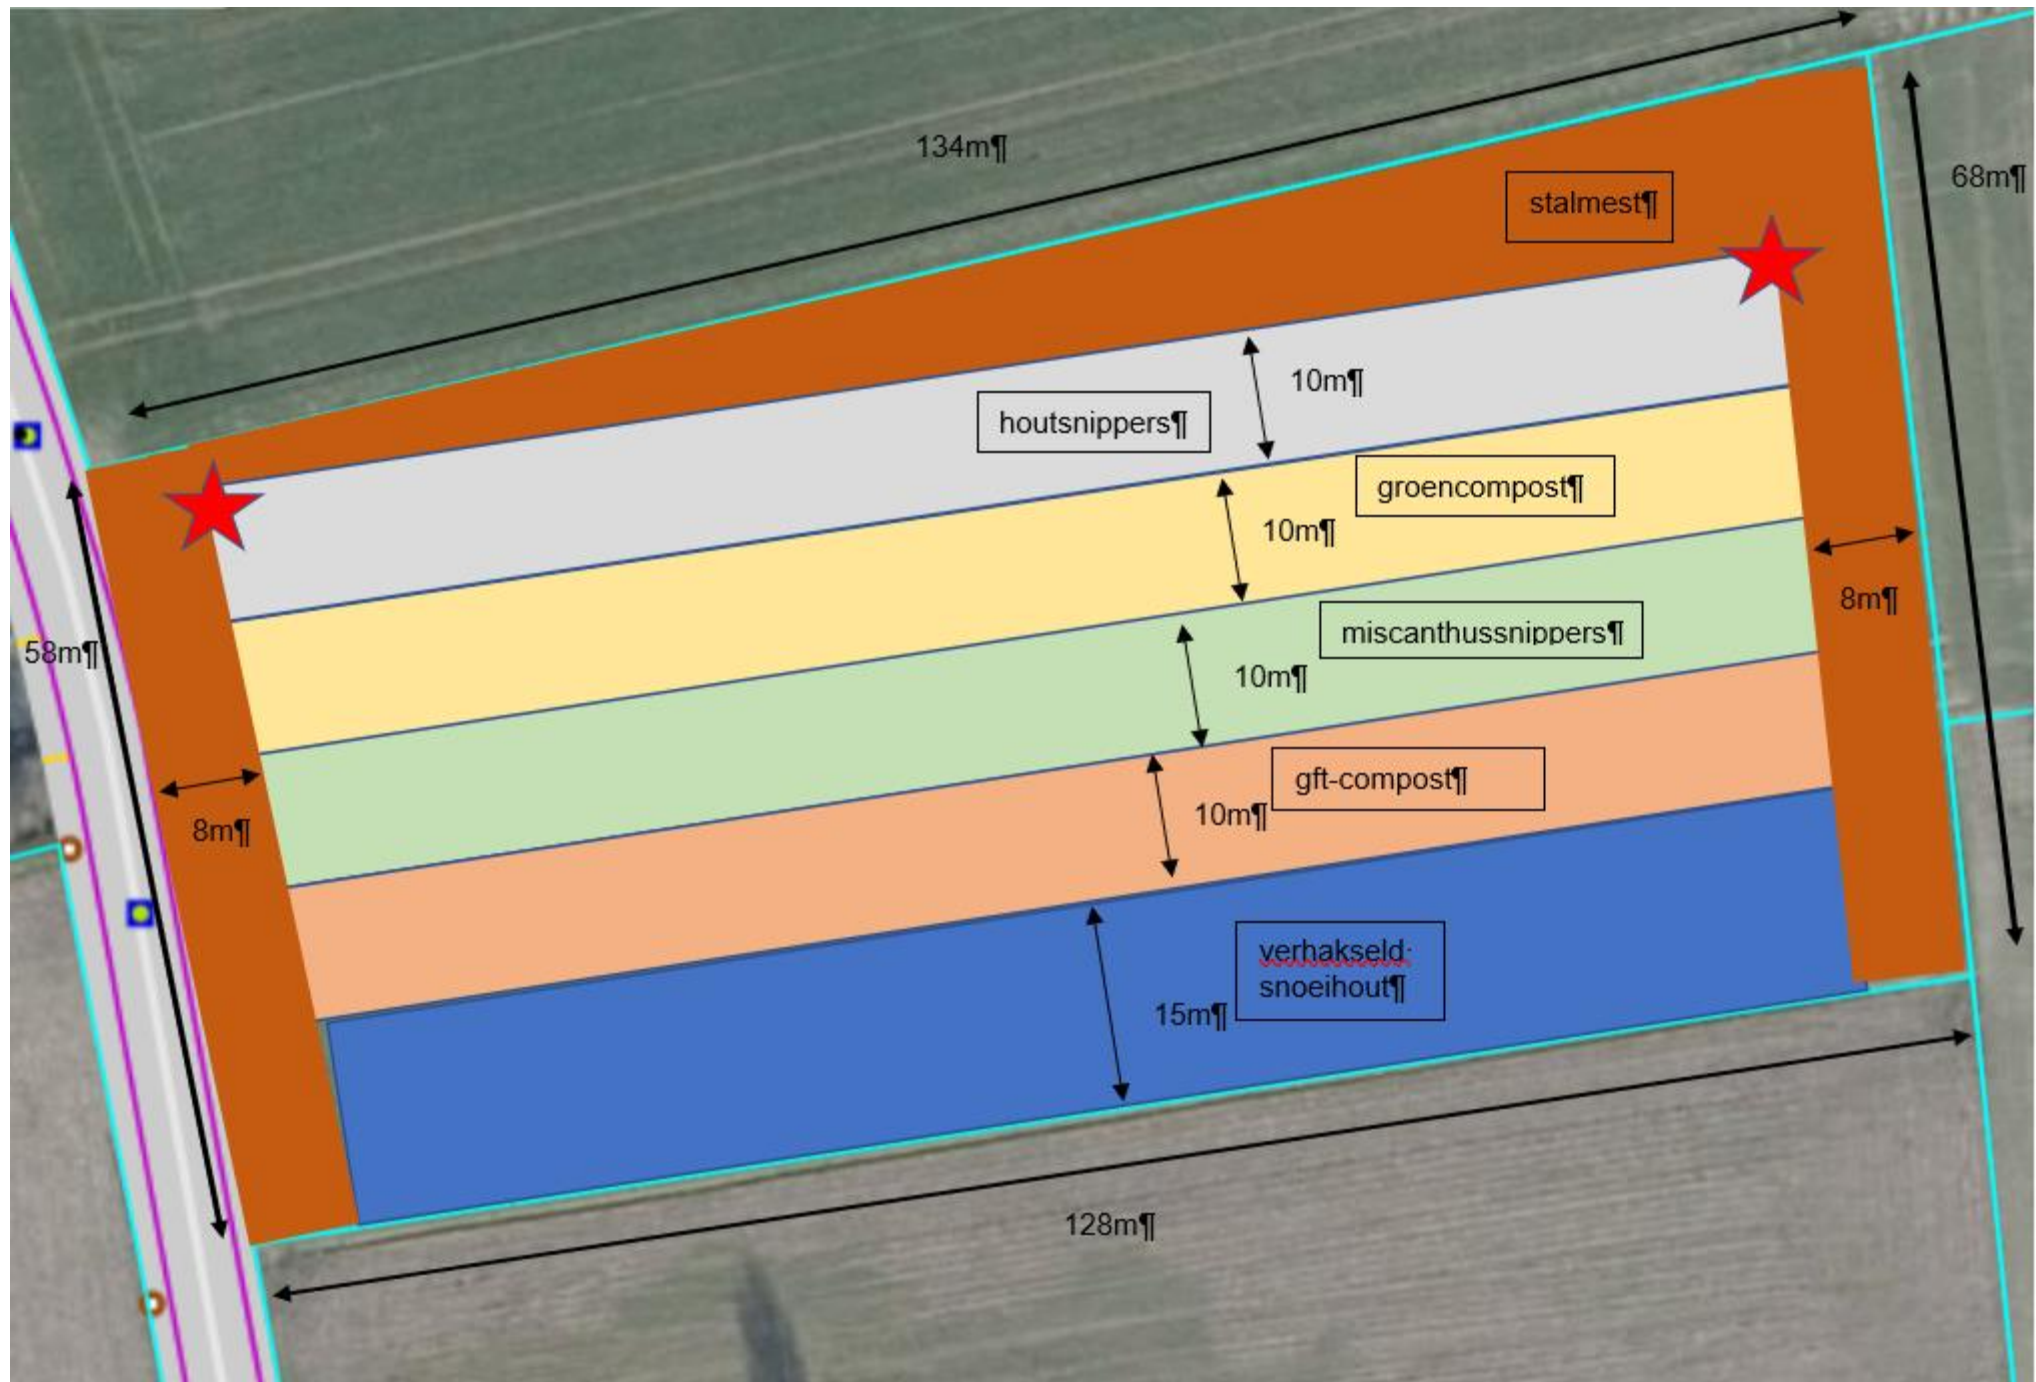 134m¶
68m¶
stalmest¶
10m¶
houtsnippers¶
groencompost¶
10m¶
8m¶
miscanthussnippers¶
58m¶
10m¶
gft-compost¶
10m¶
8m¶
verhakseld·
snoeihout¶
15m¶
128m¶